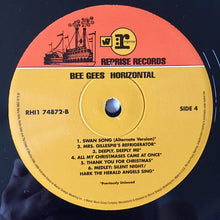 REPRISE RECORDS
BEE GEES HORIZONTAL
RHI1 74872-B
SIDE 4
1. SWAN SONG (Alternate Version)*
2. MRS. GILLESPIE'S REFRIGERATOR*
3. DEEPLY, DEEPLY ME*
4. ALL MY CHRISTMASES CAME AT ONCE*
5. THANK YOU FOR CHRISTMAS*
6. MEDLEY: SILENT NIGHT/
HARK THE HERALD ANGELS SING*
*Previously Unissued